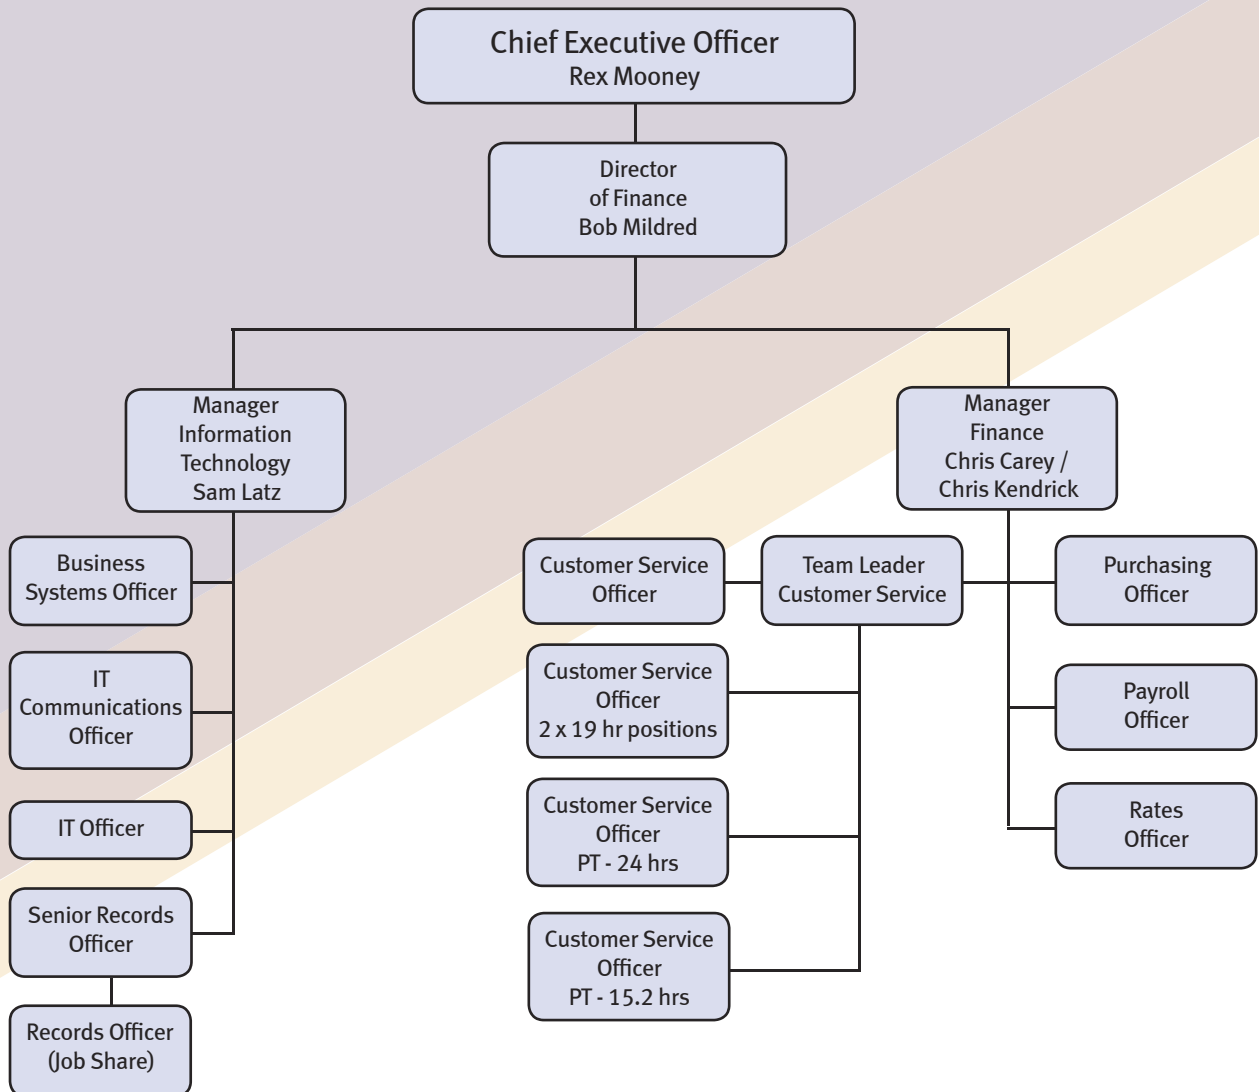 Chief Executive Officer
Rex Mooney
Director
of Finance
Bob Mildred
Manager
Information
Technology
Sam Latz
Manager
Finance
Chris Carey /
Chris Kendrick
Business
Systems Officer
IT
Communications
Officer
IT Officer
Senior Records
Officer
Records Officer
(Job Share)
Customer Service
Officer
Team Leader
Customer Service
Customer Service
Officer
2 x 19 hr positions
Customer Service
Officer
PT - 24 hrs
Customer Service
Officer
PT - 15.2 hrs
Purchasing
Officer
Payroll
Officer
Rates
Officer